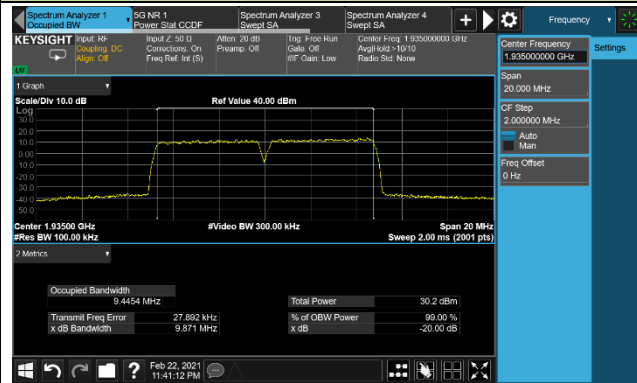 Spectrum Analyzer 1
Occupied BW
5G NR 1
Power Stat CCDF
Spectrum Analyzer 3
Swept SA
Spectrum Analyzer 4
Swept SA
Frequency
KEYSIGHT
Input: RF
Coupling: DC
Align: Off
Input Z: 50 Ω
Corrections: On
Freq Ref: Int (S)
Atten: 20 dB
Preamp: Off
Trig: Free Run
Gate: Off
#IF Gain: Low
Center Freq: 1.935000000 GHz
Avg|Hold:>10/10
Radio Std: None
Center Frequency
1.935000000 GHz
Settings
Span
20.000 MHz
CF Step
2.000000 MHz
Auto
Man
Freq Offset
0 Hz
1 Graph
Scale/Div 10.0 dB
Ref Value 40.00 dBm
Log
30.0
20.0
10.0
0.00
-10.0
-20.0
-30.0
-40.0
-50.0
Center 1.93500 GHz
#Video BW 300.00 kHz
Span 20 MHz
#Res BW 100.00 kHz
Sweep 2.00 ms (2001 pts)
2 Metrics
Occupied Bandwidth
9.4454 MHz
Total Power
30.2 dBm
Transmit Freq Error
27.892 kHz
% of OBW Power
99.00 %
x dB Bandwidth
9.871 MHz
x dB
-20.00 dB
Feb 22, 2021
11:41:12 PM